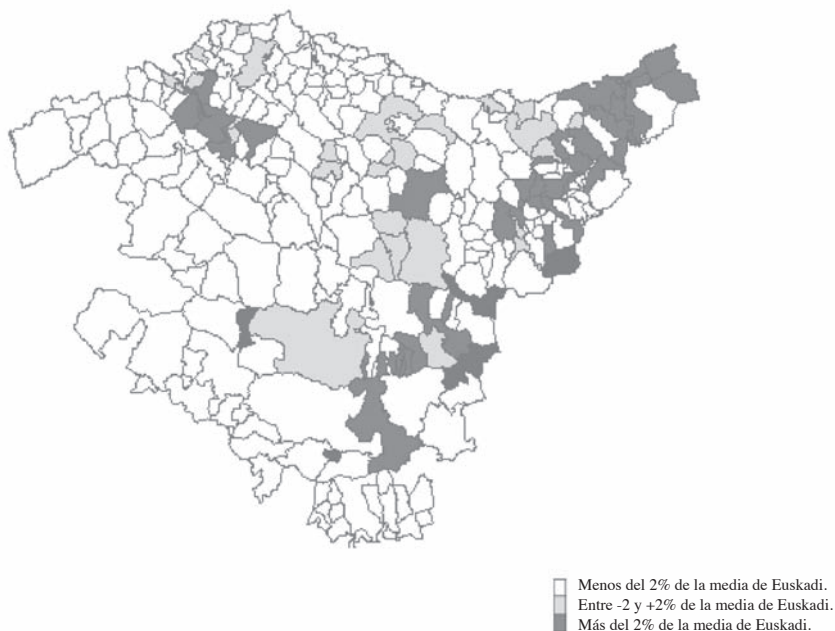 Menos del 2% de la media de Euskadi.
Entre -2 y +2% de la media de Euskadi.
Más del 2% de la media de Euskadi.